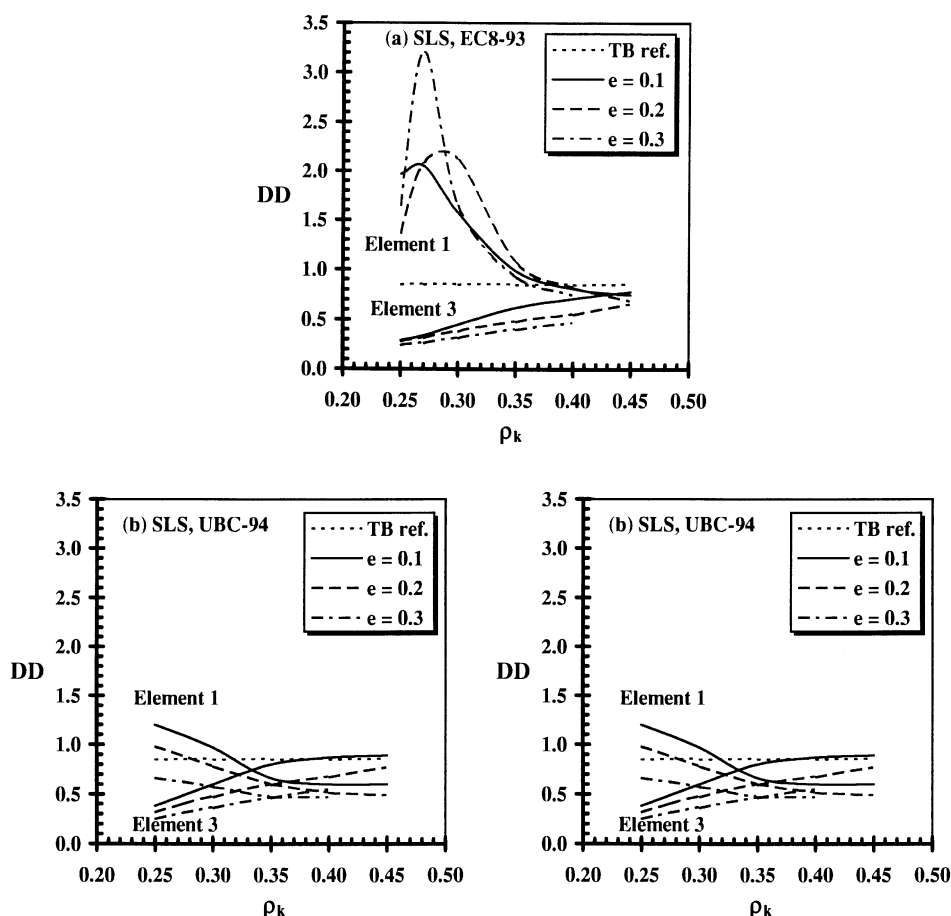 (a) SLS, EC8-93
TB ref.
e = 0.1
e = 0.2
e = 0.3
3.5
3.0
2.5
2.0
1.5
1.0
0.5
0.0
DD
Element 1
Element 3
0.20 0.25 0.30 0.35 0.40 0.45 0.50
ρk
(b) SLS, UBC-94
TB ref.
e = 0.1
e = 0.2
e = 0.3
3.5
3.0
2.5
2.0
1.5
1.0
0.5
0.0
DD
Element 1
Element 3
0.20 0.25 0.30 0.35 0.40 0.45 0.50
ρk
(b) SLS, UBC-94
TB ref.
e = 0.1
e = 0.2
e = 0.3
3.5
3.0
2.5
2.0
1.5
1.0
0.5
0.0
DD
Element 1
Element 3
0.20 0.25 0.30 0.35 0.40 0.45 0.50
ρk